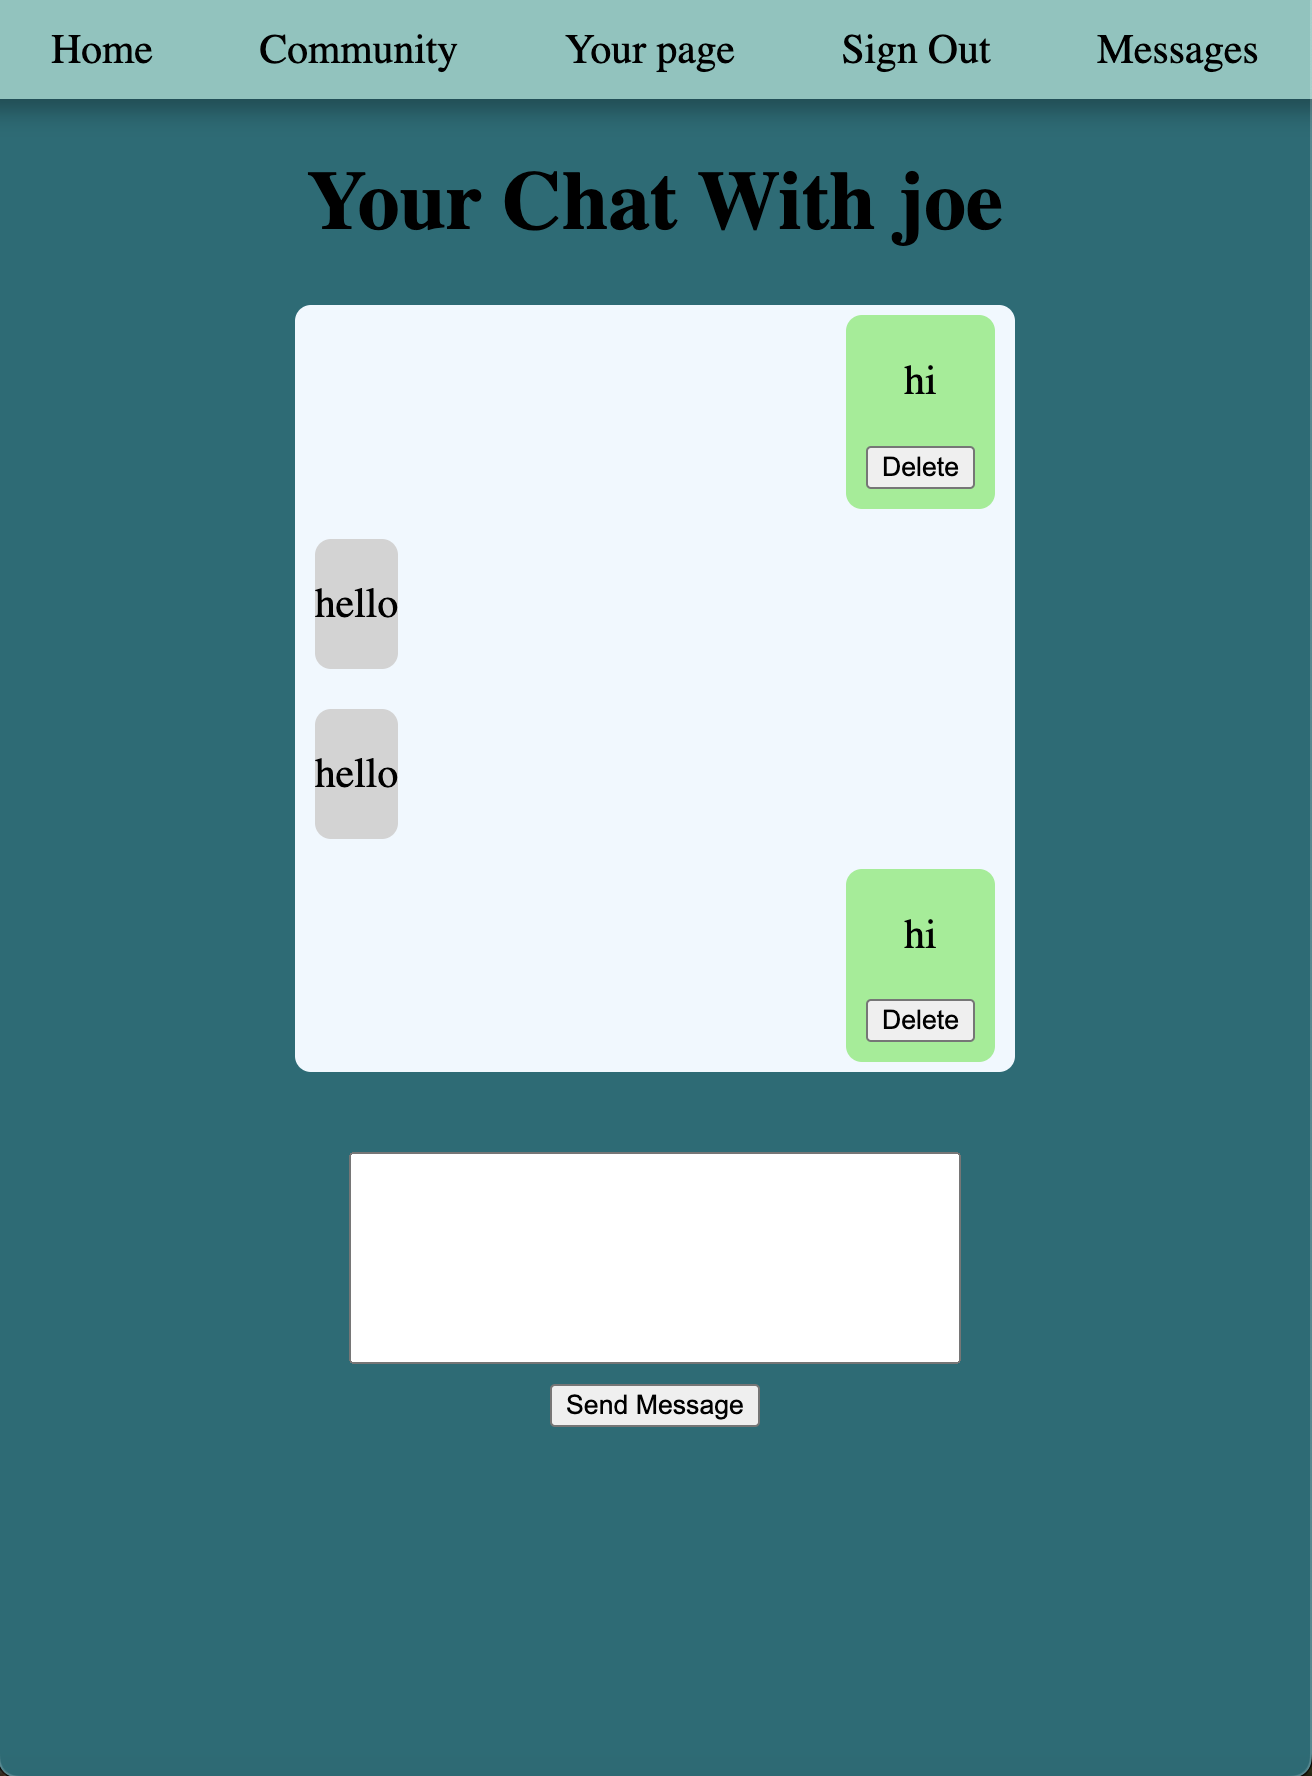 Home Community Your page Sign Out Messages
Your Chat With joe
hi
Delete
hello
hello
hi
Delete
Send Message